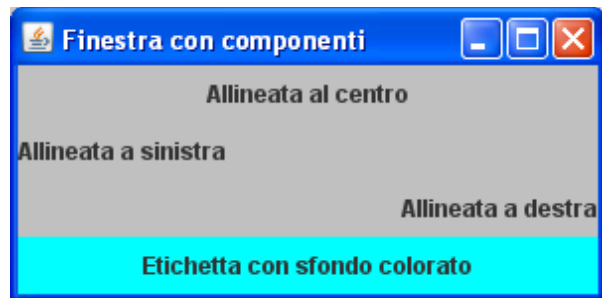 Finestra con componenti
Allineata al centro
Allineata a sinistra
Allineata a destra
Etichetta con sfondo colorato